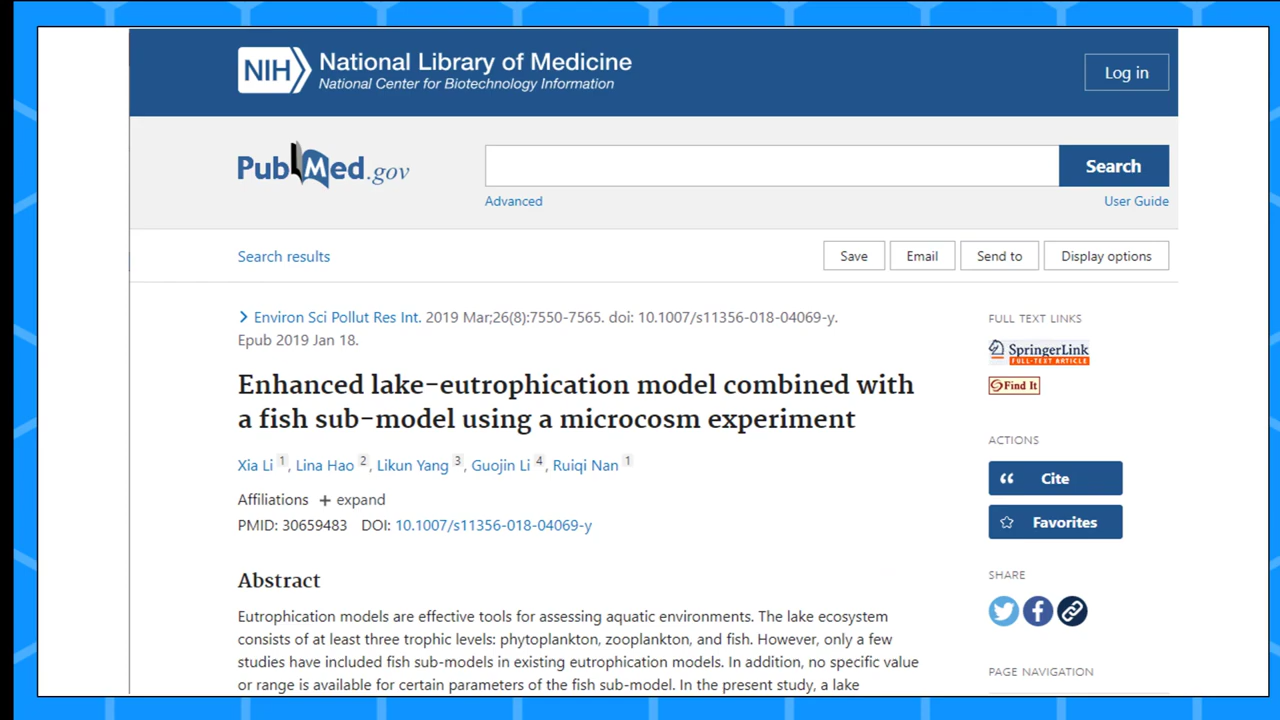 NIH National Library of Medicine
National Center for Biotechnology Information
Log in
PubMed.gov
Search
Advanced
User Guide
Search results
Save
Email
Send to
Display options
Environ Sci Pollut Res Int. 2019 Mar;26(8):7550-7565. doi: 10.1007/s11356-018-04069-y.
Epub 2019 Jan 18.
Enhanced lake-eutrophication model combined with
a fish sub-model using a microcosm experiment
Xia Li 1, Lina Hao 2, Likun Yang 3, Guojin Li 4, Ruiqi Nan 1
Affiliations + expand
PMID: 30659483 DOI: 10.1007/s11356-018-04069-y
Abstract
Eutrophication models are effective tools for assessing aquatic environments. The lake ecosystem
consists of at least three trophic levels: phytoplankton, zooplankton, and fish. However, only a few
studies have included fish sub-models in existing eutrophication models. In addition, no specific value
or range is available for certain parameters of the fish sub-model. In the present study, a lake
FULL TEXT LINKS
SpringerLink
FULL-TEXT ARTICLE
Find It
ACTIONS
Cite
Favorites
SHARE
PAGE NAVIGATION